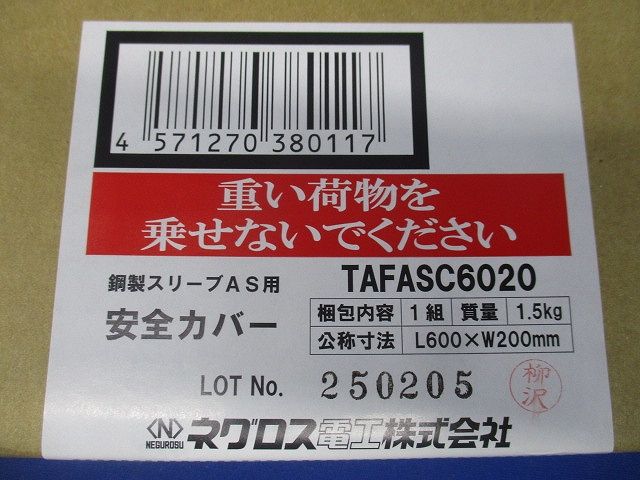 4 571270 380117
重い荷物を
乗せないでください
鋼製スリーブAS用
TAFASC6020
安全カバー
梱包内容 1組 質量 1.5kg
公称寸法 L600×W200mm
LOT No. 250205
柳沢
N
NEGUROSU
ネグロス電工株式会社